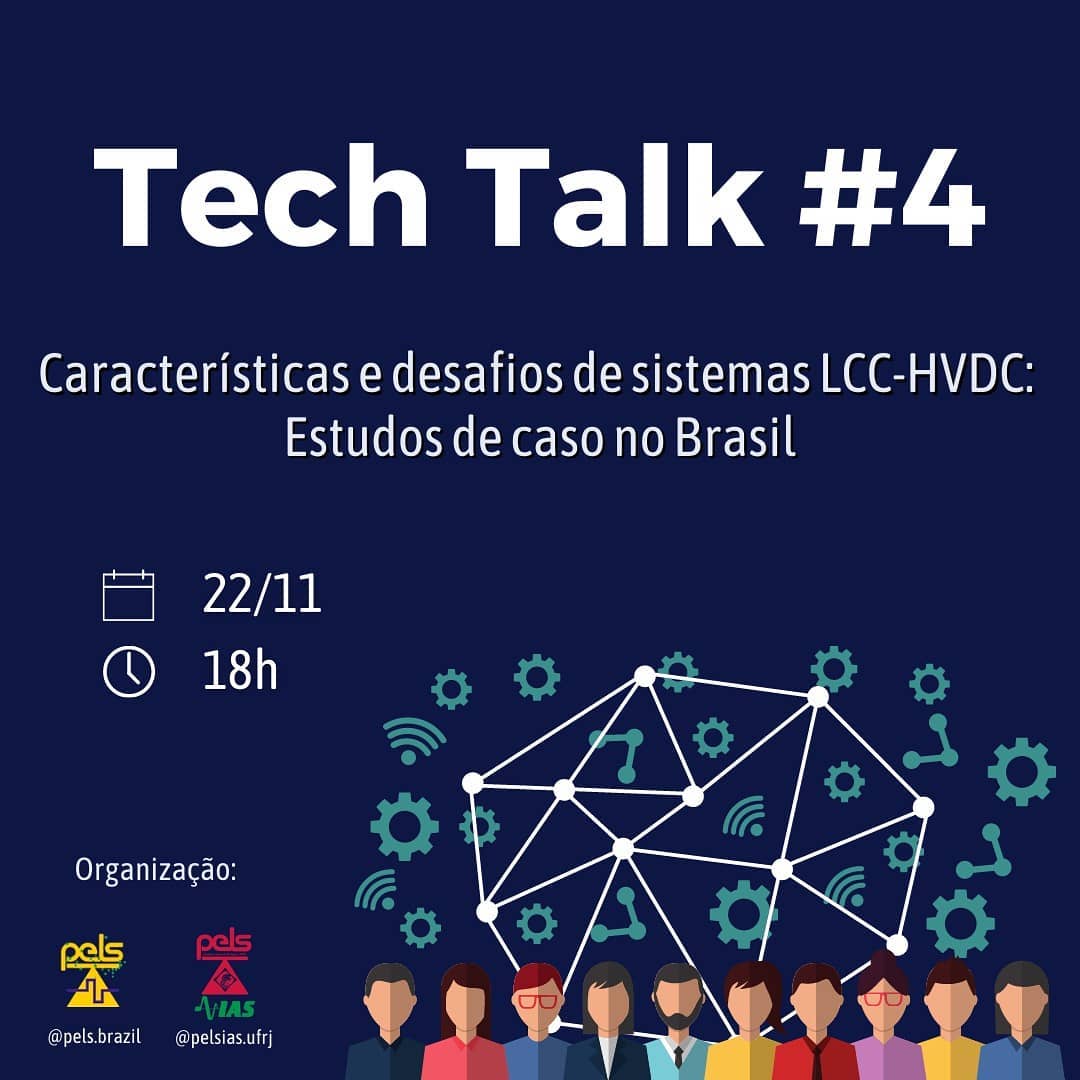 Tech Talk #4
Características e desafios de sistemas LCC-HVDC:
Estudos de caso no Brasil
22/11
18h
Organização:
pels
pels
IAS
@pels.brazil
@pelsias.ufrj